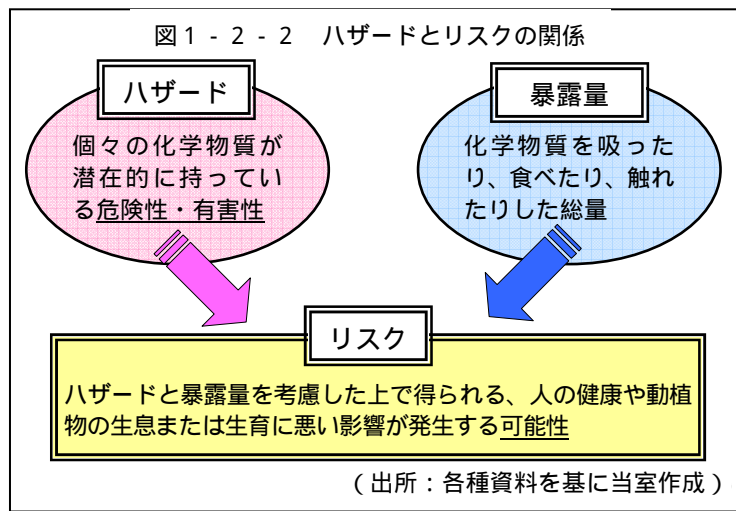 図1-2-2 ハザードとリスクの関係
ハザード
個々の化学物質が
潜在的に持ってい
る危険性・有害性
暴露量
化学物質を吸った
り、食べたり、触れ
たりした総量
リスク
ハザードと暴露量を考慮した上で得られる、人の健康や動植
物の生息または生育に悪い影響が発生する可能性
(出所:各種資料を基に当室作成)